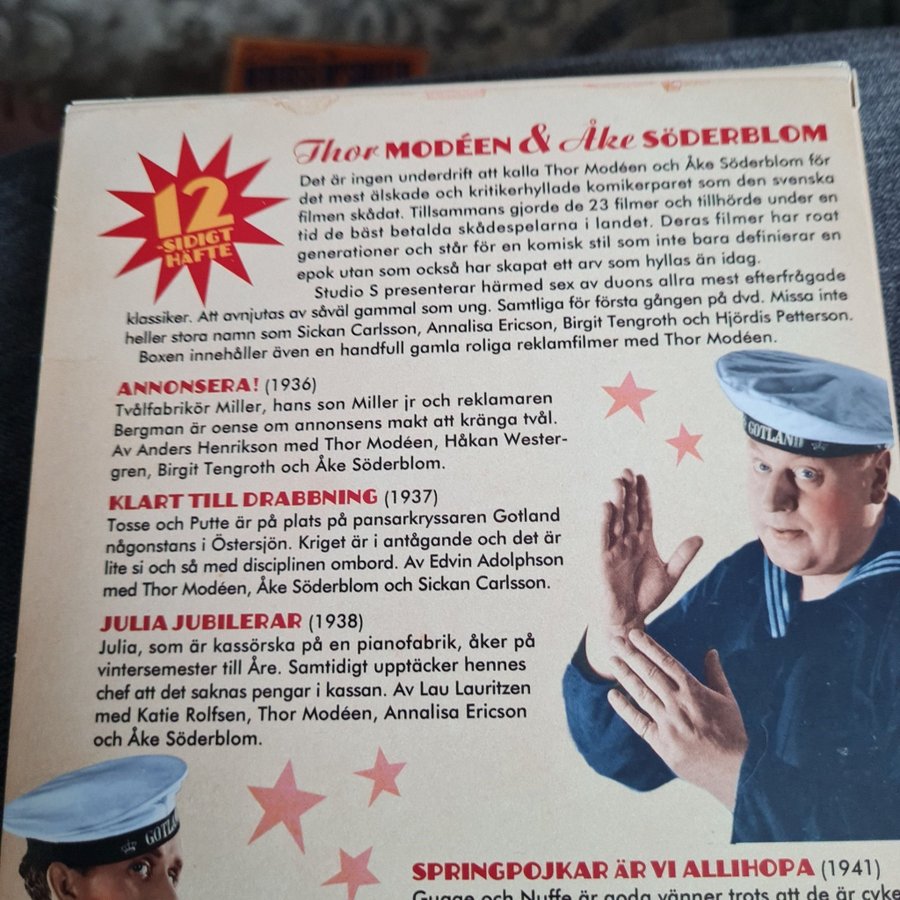 Thor MODÉEN & Åke SÖDERBLOM
12
-SIDIGT
HÄFTE
Det är ingen underdrift att kalla Thor Modéen och Åke Söderblom för
det mest älskade och kritikerhyllade komikerparet som den svenska
filmen skådat. Tillsammans gjorde de 23 filmer och tillhörde under en
tid de bäst betalda skådespelarna i landet. Deras filmer har roat
generationer och står för en komisk stil som inte bara definierar en
epok utan som också har skapat ett arv som hyllas än idag.
Studio S presenterar härmed sex av duons allra mest efterfrågade
klassiker. Att avnjutas av såväl gammal som ung. Samtliga för första gången på dvd. Missa inte
heller stora namn som Sickan Carlsson, Annalisa Ericson, Birgit Tengroth och Hjördis Petterson.
Boxen innehåller även en handfull gamla roliga reklamfilmer med Thor Modéen.
ANNONSERA! (1936)
Tvålfabrikör Miller, hans son Miller jr och reklamaren
Bergman är oense om annonsens makt att kränga tvål.
Av Anders Henrikson med Thor Modéen, Håkan Wester-
gren, Birgit Tengroth och Åke Söderblom.
KLART TILL DRABBNING (1937)
Tosse och Putte är på plats på pansarkryssaren Gotland
någonstans i Östersjön. Kriget är i antågande och det är
lite si och så med disciplinen ombord. Av Edvin Adolphson
med Thor Modéen, Åke Söderblom och Sickan Carlsson.
GOTLAND
JULIA JUBILERAR (1938)
Julia, som är kassörska på en pianofabrik, åker på
vintersemester till Åre. Samtidigt upptäcker hennes
chef att det saknas pengar i kassan. Av Lau Lauritzen
med Katie Rolfsen, Thor Modéen, Annalisa Ericson
och Åke Söderblom.
GOTL
SPRINGPOJKAR ÄR VI ALLIHOPA (1941)
Gugge och Nuffe är goda vänner trots att de är cyke